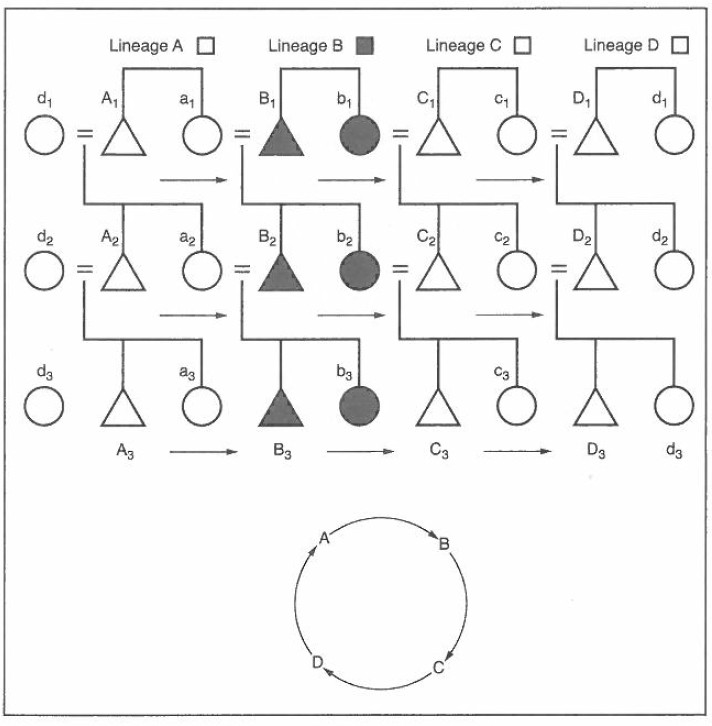 Lineage A Lineage B Lineage C Lineage D
d1 A1 a1 B1 b1 C1 c1 D1 d1
= = = =
d2 A2 a2 B2 b2 C2 c2 D2 d2
= = = =
d3 a3 b3 c3
A3 B3 C3 D3 d3
A B
D C